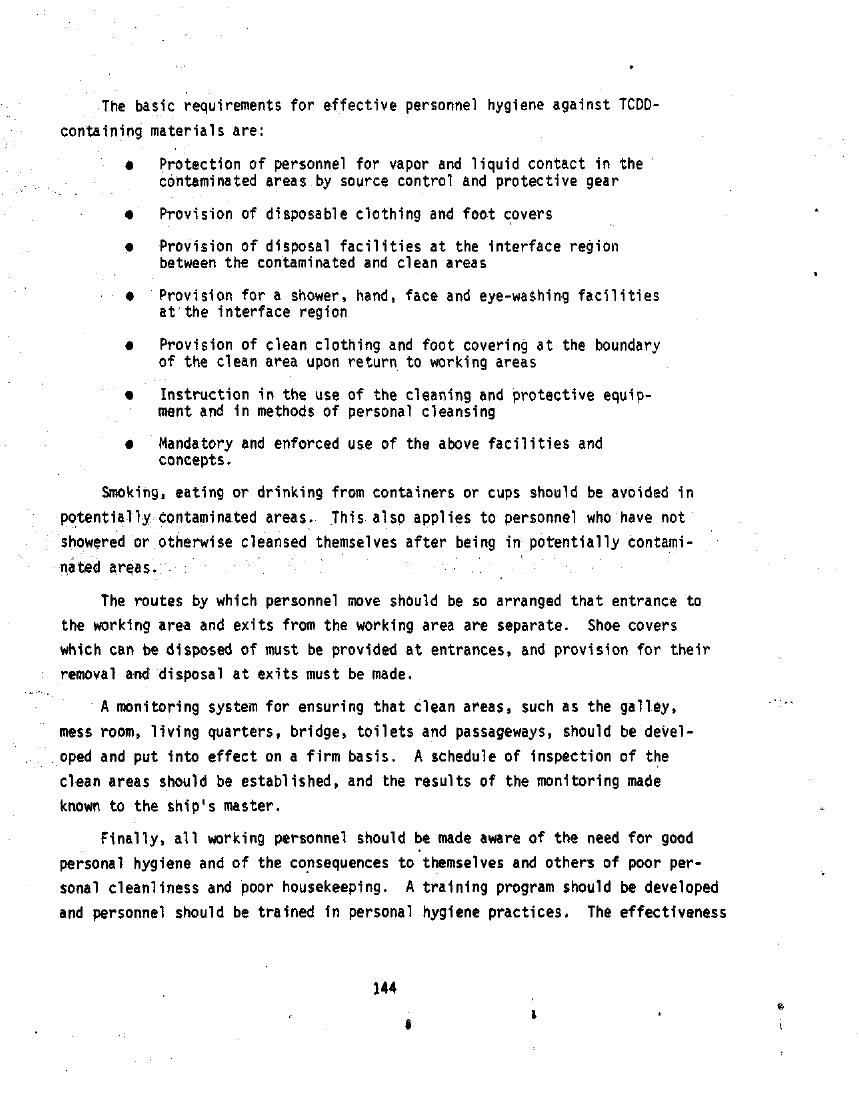 The basic requirements for effective personnel hygiene against TCDD-
containing materials are:
● Protection of personnel for vapor and liquid contact in the
contaminated areas by source control and protective gear
● Provision of disposable clothing and foot covers
● Provision of disposal facilities at the interface region
between the contaminated and clean areas
● Provision for a shower, hand, face and eye-washing facilities
at the interface region
● Provision of clean clothing and foot covering at the boundary
of the clean area upon return to working areas
● Instruction in the use of the cleaning and protective equip-
ment and in methods of personal cleansing
● Mandatory and enforced use of the above facilities and
concepts.
Smoking, eating or drinking from containers or cups should be avoided in
potentially contaminated areas. This also applies to personnel who have not
showered or otherwise cleansed themselves after being in potentially contami-
nated areas.
The routes by which personnel move should be so arranged that entrance to
the working area and exits from the working area are separate. Shoe covers
which can be disposed of must be provided at entrances, and provision for their
removal and disposal at exits must be made.
A monitoring system for ensuring that clean areas, such as the galley,
mess room, living quarters, bridge, toilets and passageways, should be devel-
oped and put into effect on a firm basis. A schedule of inspection of the
clean areas should be established, and the results of the monitoring made
known to the ship's master.
Finally, all working personnel should be made aware of the need for good
personal hygiene and of the consequences to themselves and others of poor per-
sonal cleanliness and poor housekeeping. A training program should be developed
and personnel should be trained in personal hygiene practices. The effectiveness
144